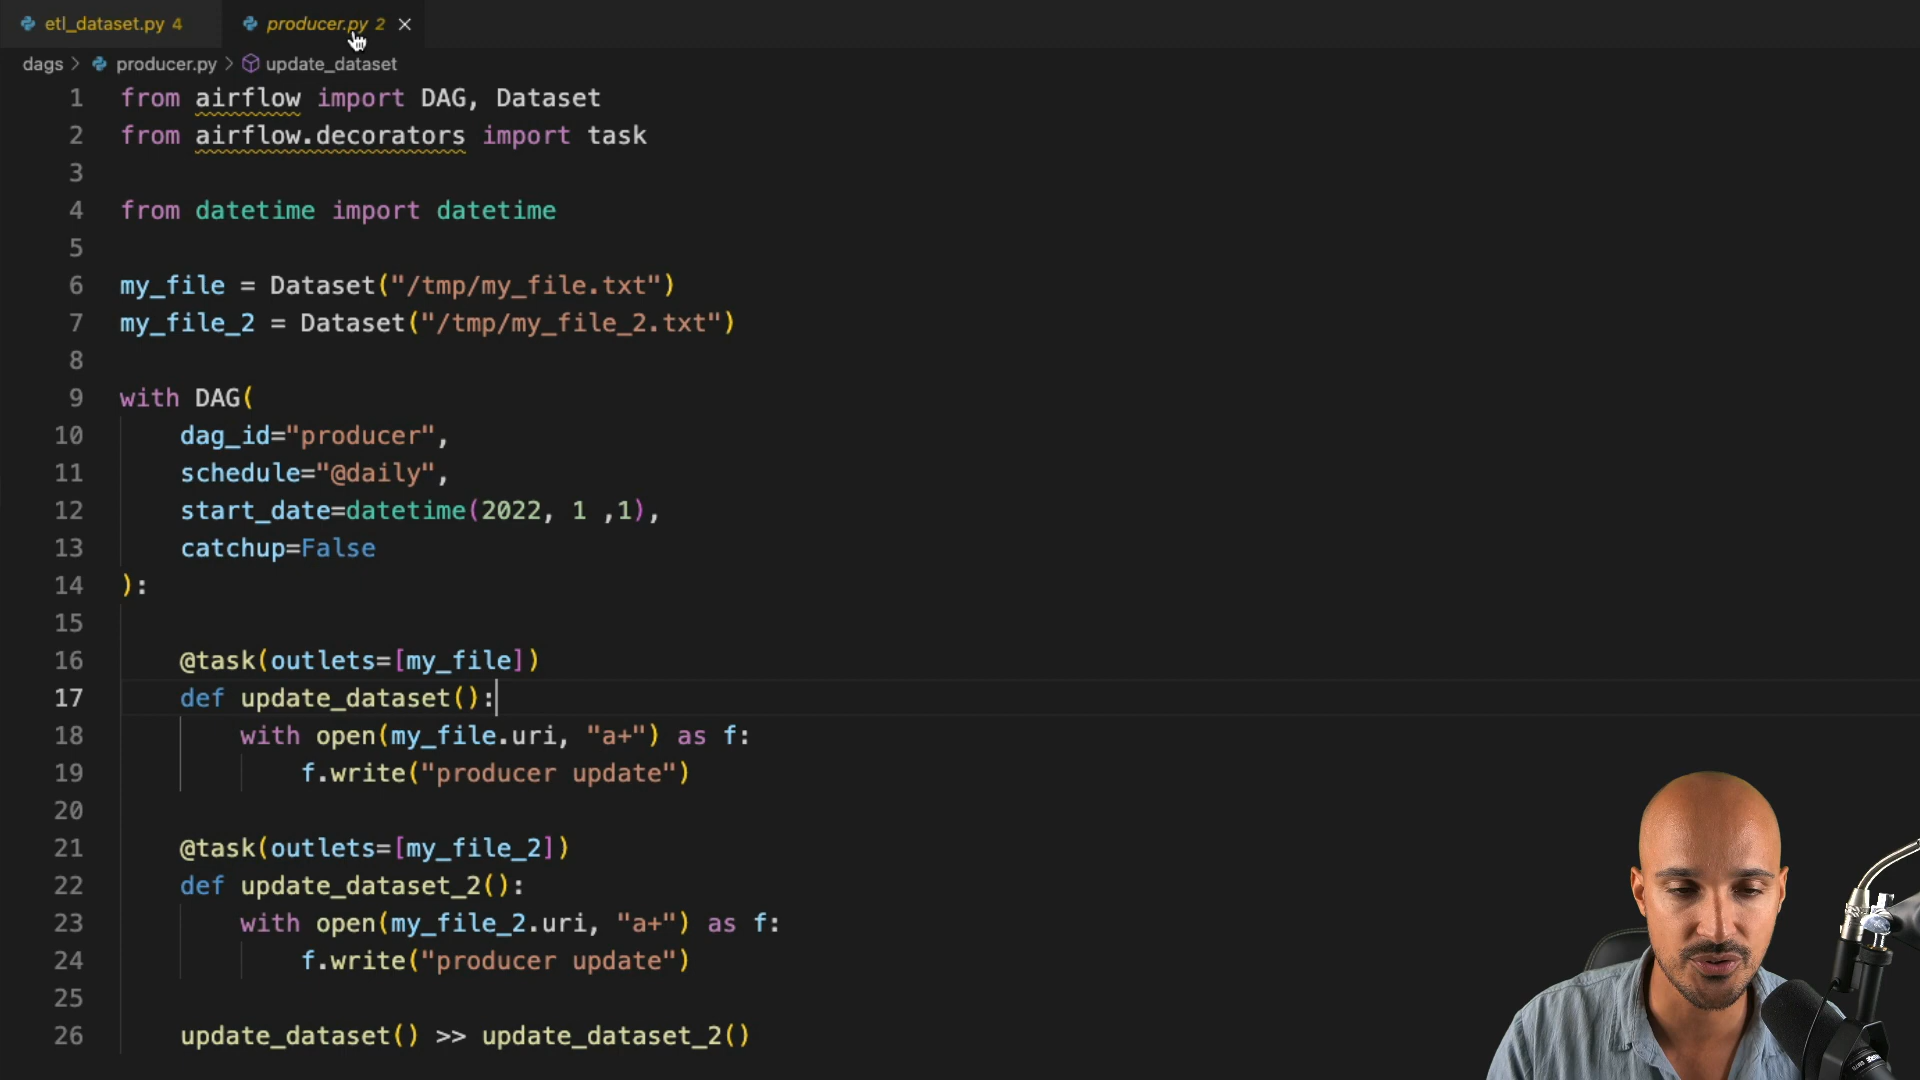 etl_dataset.py 4 producer.py 2
dags > producer.py > update_dataset
1 from airflow import DAG, Dataset
2 from airflow.decorators import task
3
4 from datetime import datetime
5
6 my_file = Dataset("/tmp/my_file.txt")
7 my_file_2 = Dataset("/tmp/my_file_2.txt")
8
9 with DAG(
10 dag_id="producer",
11 schedule="@daily",
12 start_date=datetime(2022, 1 ,1),
13 catchup=False
14 ):
15
16 @task(outlets=[my_file])
17 def update_dataset():
18 with open(my_file.uri, "a+") as f:
19 f.write("producer update")
20
21 @task(outlets=[my_file_2])
22 def update_dataset_2():
23 with open(my_file_2.uri, "a+") as f:
24 f.write("producer update")
25
26 update_dataset() >> update_dataset_2()